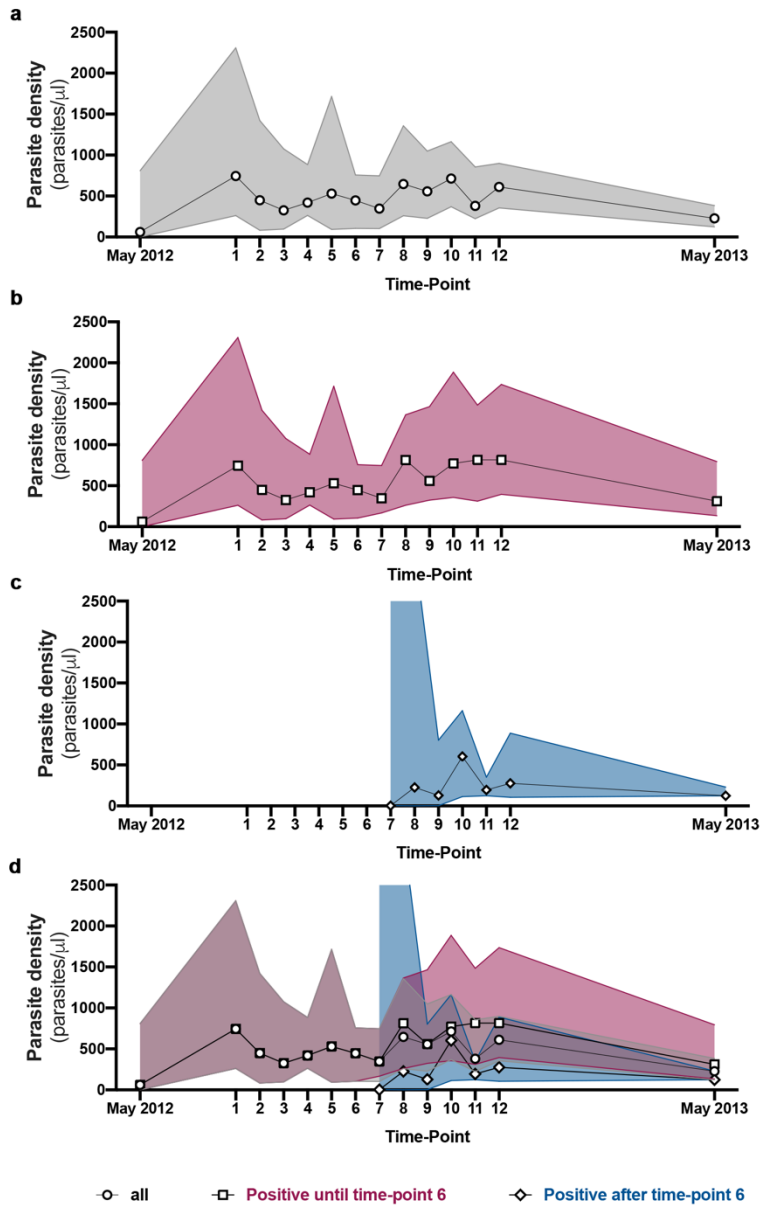 a
Parasite density
(parasites/µl)
2500
2000
1500
1000
500
0
May 2012 1 2 3 4 5 6 7 8 9 10 11 12 May 2013
Time-Point
b
Parasite density
(parasites/µl)
2500
2000
1500
1000
500
0
May 2012 1 2 3 4 5 6 7 8 9 10 11 12 May 2013
Time-Point
c
Parasite density
(parasites/µl)
2500
2000
1500
1000
500
0
May 2012 1 2 3 4 5 6 7 8 9 10 11 12 May 2013
Time-Point
d
Parasite density
(parasites/µl)
2500
2000
1500
1000
500
0
May 2012 1 2 3 4 5 6 7 8 9 10 11 12 May 2013
Time-Point
all Positive until time-point 6 Positive after time-point 6